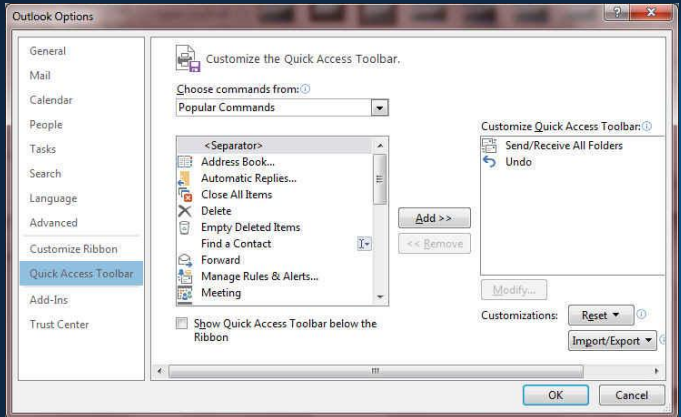 Outlook Options
General
Mail
Calendar
People
Tasks
Search
Language
Advanced
Customize Ribbon
Quick Access Toolbar
Add-Ins
Trust Center
Customize the Quick Access Toolbar.
Choose commands from:
Popular Commands
<Separator>
Address Book...
Automatic Replies...
Close All Items
Delete
Empty Deleted Items
Find a Contact
Forward
Manage Rules & Alerts...
Meeting
Show Quick Access Toolbar below the
Ribbon
Add >>
<< Remove
Customize Quick Access Toolbar:
Send/Receive All Folders
Undo
Modify...
Customizations:
Reset
Import/Export
OK
Cancel